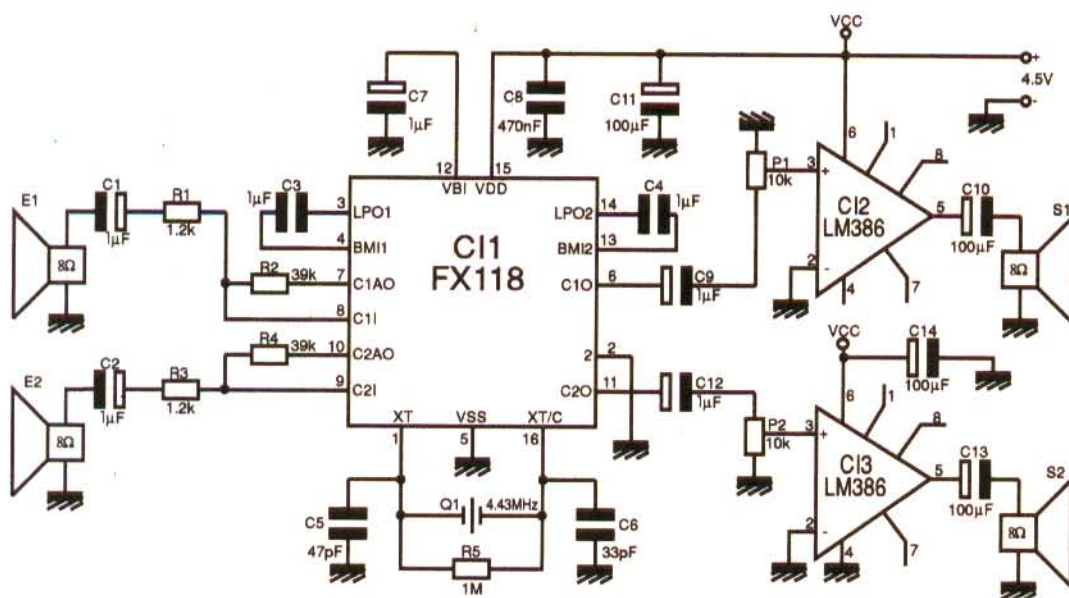 VCC
+
4.5V
-
C7
1µF
C8
470nF
C11
100µF
12
15
VBI
VDD
E1
8Ω
C1
1µF
R1
1.2k
C3
1µF
3
LPO1
4
BMI1
R2
39k
7
C1AO
8
C1I
R4
39k
10
C2AO
9
C2I
E2
8Ω
C2
1µF
R3
1.2k
CI1
FX118
LPO2
14
C4
1µF
BMI2
13
C1O
6
C9
1µF
2
2
C2O
11
C12
1µF
XT
VSS
XT/C
1
5
16
C5
47pF
Q1
4.43MHz
R5
1M
C6
33pF
P1
10k
3
+
6
1
8
CI2
LM386
2
-
4
7
5
C10
100µF
S1
8Ω
VCC
C14
100µF
P2
10k
3
+
6
1
8
CI3
LM386
2
-
4
7
5
C13
100µF
S2
8Ω